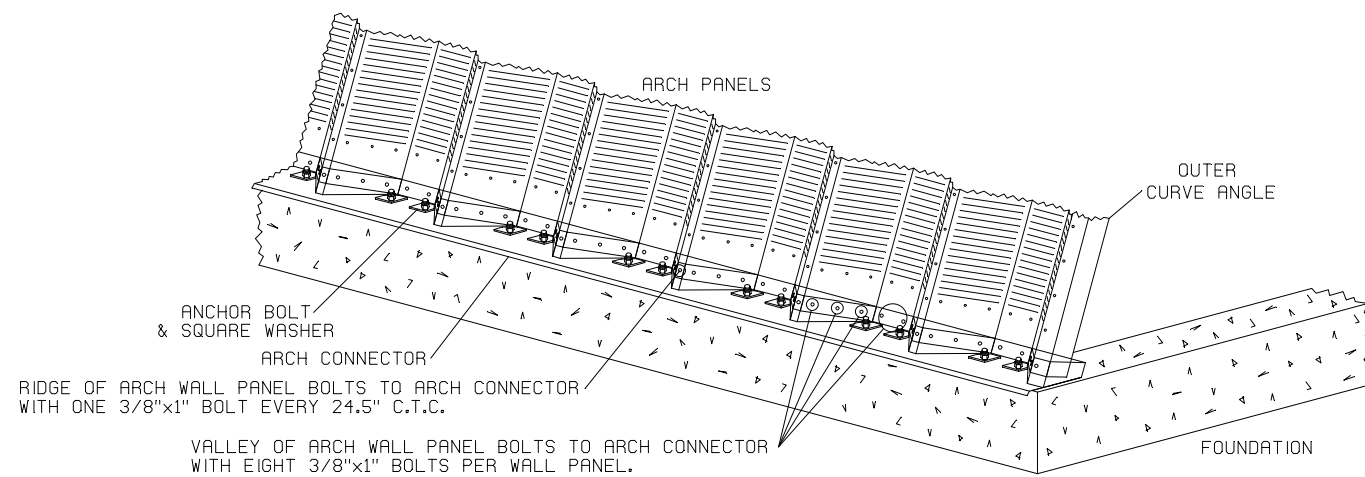 ARCH PANELS
OUTER
CURVE ANGLE
ANCHOR BOLT
& SQUARE WASHER
ARCH CONNECTOR
RIDGE OF ARCH WALL PANEL BOLTS TO ARCH CONNECTOR
WITH ONE 3/8"x1" BOLT EVERY 24.5" C.T.C.
VALLEY OF ARCH WALL PANEL BOLTS TO ARCH CONNECTOR
WITH EIGHT 3/8"x1" BOLTS PER WALL PANEL.
FOUNDATION